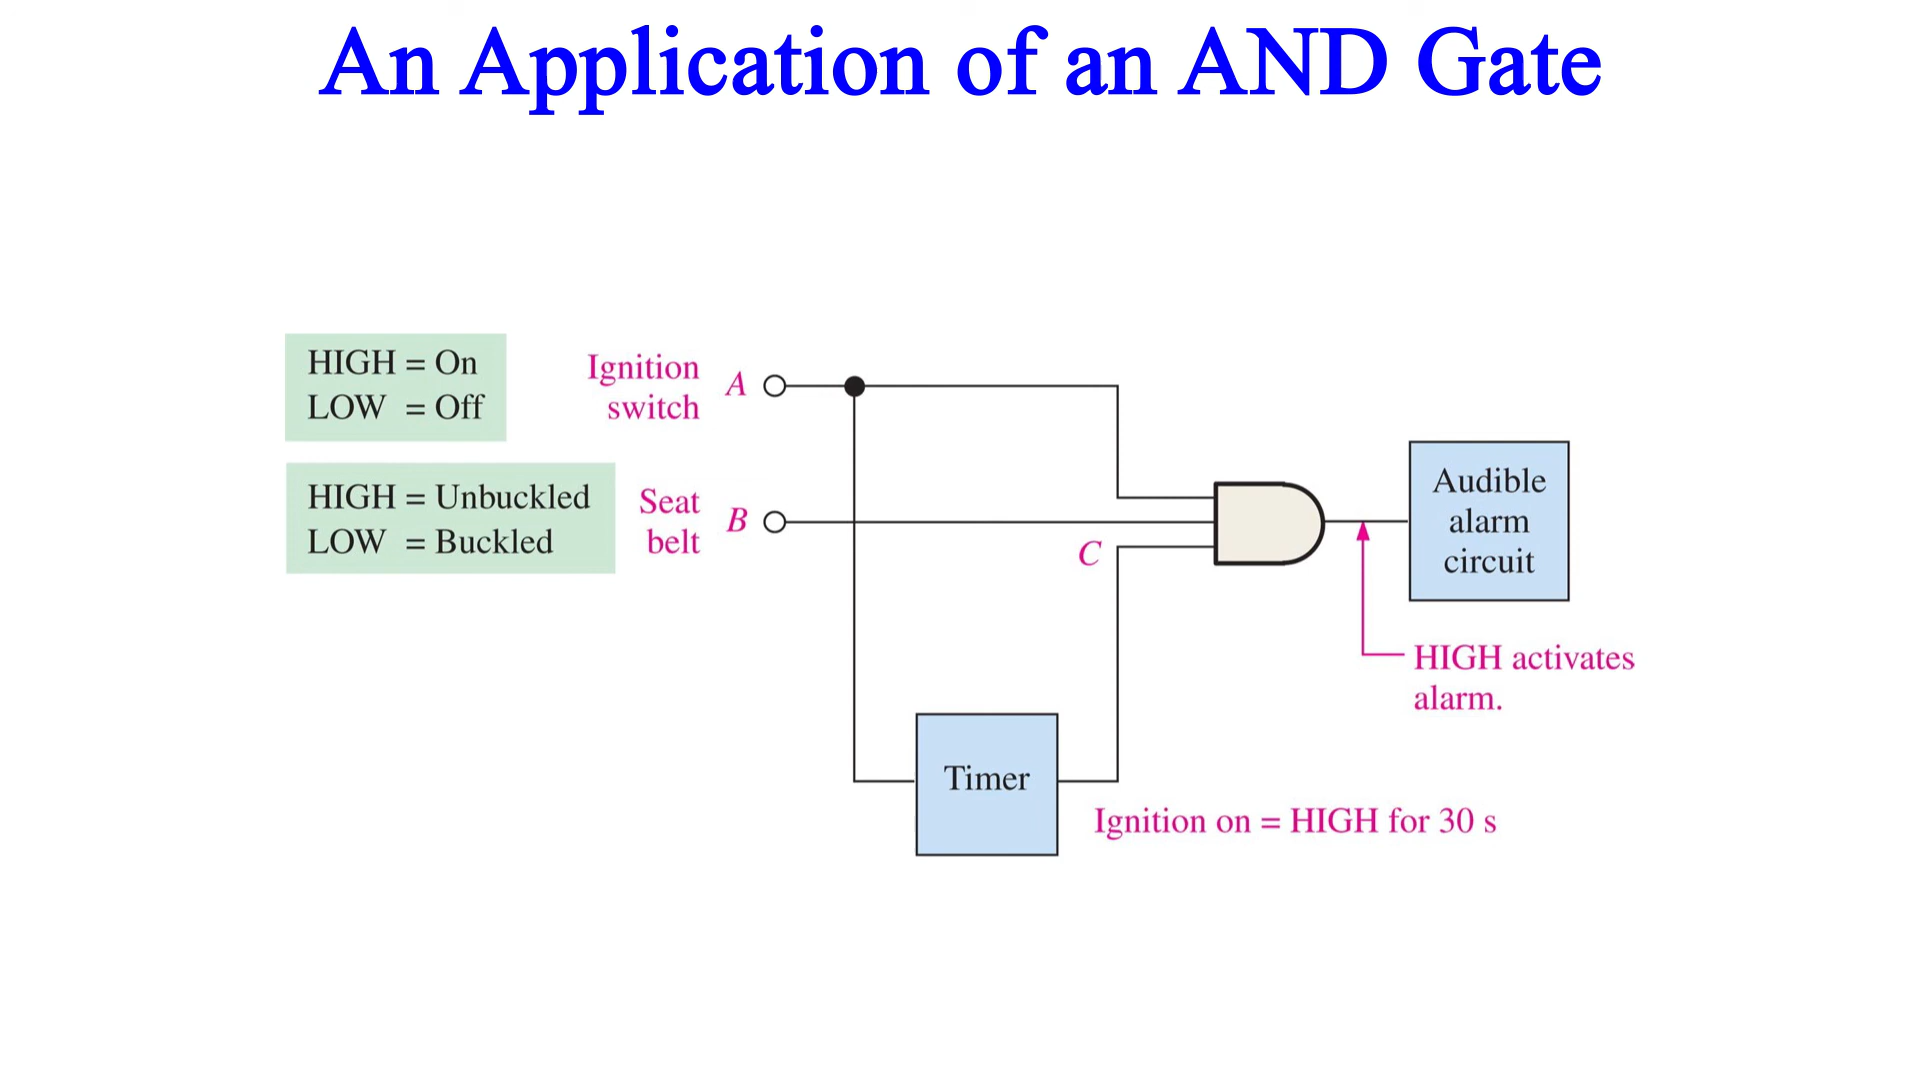 An Application of an AND Gate
HIGH = On
LOW = Off
Ignition
switch
A
HIGH = Unbuckled
LOW = Buckled
Seat
belt
B
C
Audible
alarm
circuit
HIGH activates
alarm.
Timer
Ignition on = HIGH for 30 s